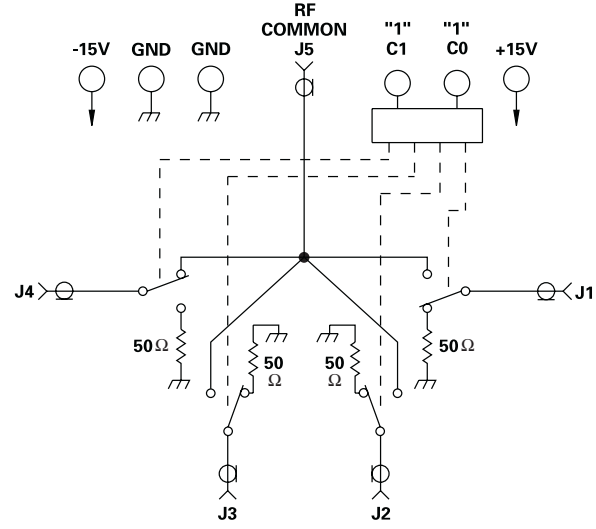 RF
COMMON
J5
-15V
GND
GND
"1"
C1
"1"
C0
+15V
J4
J1
50Ω
50
Ω
50
Ω
50Ω
J3
J2